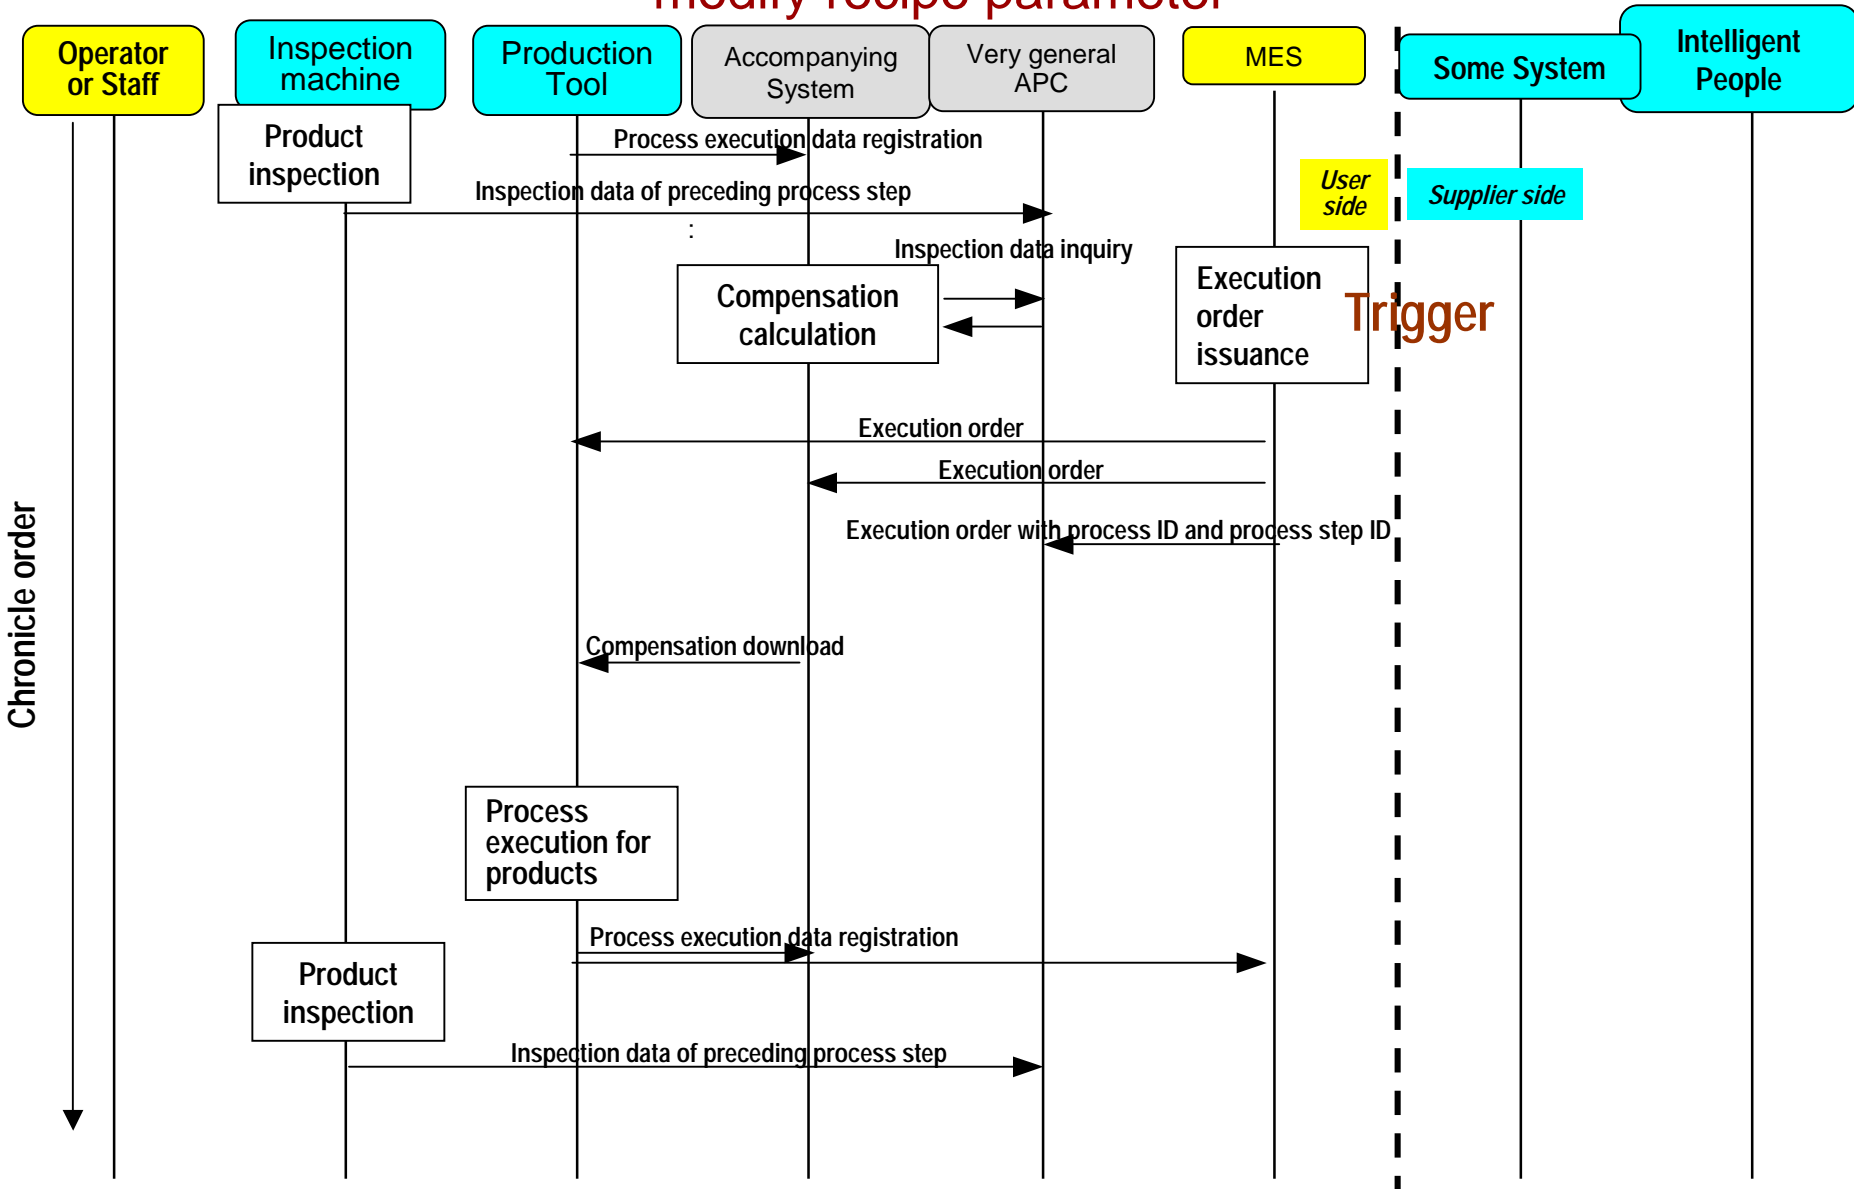 modify recipe parameter
Operator
or Staff
Inspection
machine
Production
Tool
Accompanying
System
Very general
APC
MES
Some System
Intelligent
People
Product
inspection
Process execution data registration
User
side
Supplier side
Inspection data of preceding process step
:
Inspection data inquiry
Compensation
calculation
Execution
order
issuance
Trigger
Execution order
Execution order
Execution order with process ID and process step ID
Chronicle order
Compensation download
Process
execution for
products
Process execution data registration
Product
inspection
Inspection data of preceding process step